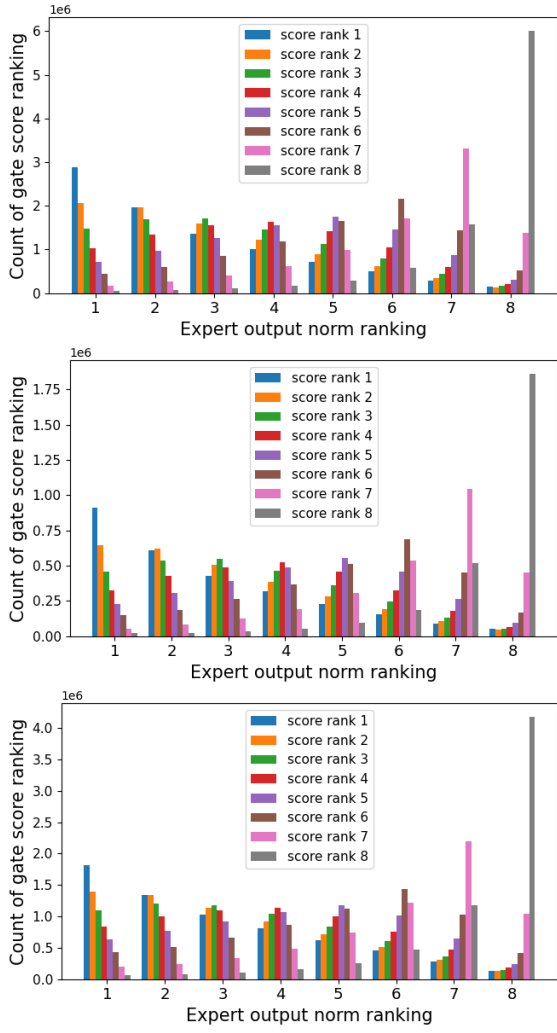 1e6
6
5
4
3
2
1
0
Count of gate score ranking
score rank 1
score rank 2
score rank 3
score rank 4
score rank 5
score rank 6
score rank 7
score rank 8
1 2 3 4 5 6 7 8
Expert output norm ranking
1e6
1.75
1.50
1.25
1.00
0.75
0.50
0.25
0.00
Count of gate score ranking
score rank 1
score rank 2
score rank 3
score rank 4
score rank 5
score rank 6
score rank 7
score rank 8
1 2 3 4 5 6 7 8
Expert output norm ranking
1e6
4.0
3.5
3.0
2.5
2.0
1.5
1.0
0.5
0.0
Count of gate score ranking
score rank 1
score rank 2
score rank 3
score rank 4
score rank 5
score rank 6
score rank 7
score rank 8
1 2 3 4 5 6 7 8
Expert output norm ranking